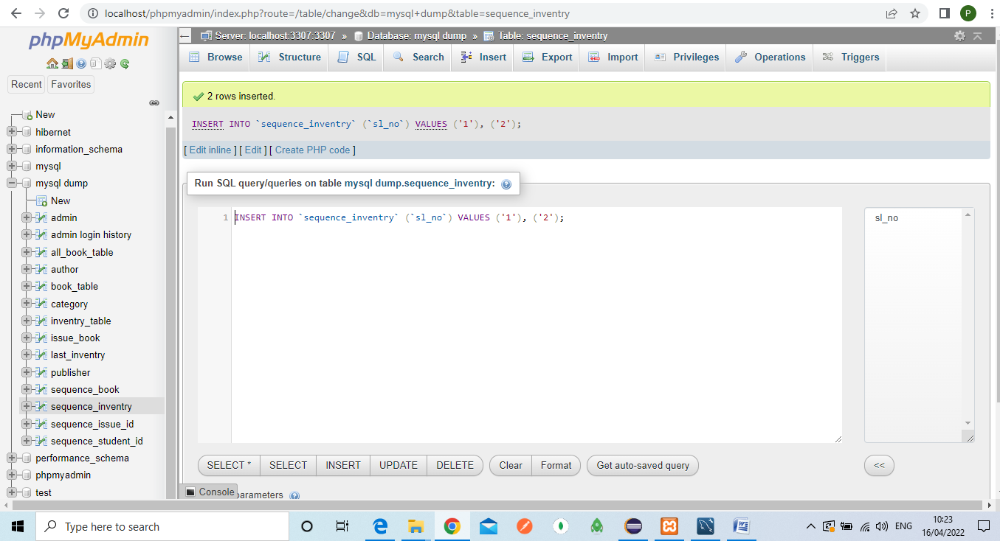 localhost/phpmyadmin/index.php?route=/table/change&db=mysql+dump&table=sequence_inventry
P
phpMyAdmin
Recent
Favorites
New
hibernet
information_schema
mysql
mysql dump
New
admin
admin login history
all_book_table
author
book_table
category
inventry_table
issue_book
last_inventry
publisher
sequence_book
sequence_inventry
sequence_issue_id
sequence_student_id
performance_schema
phpmyadmin
test
Server: localhost:3307:3307 » Database: mysql dump » Table: sequence_inventry
Browse Structure SQL Search Insert Export Import Privileges Operations Triggers
2 rows inserted.
INSERT INTO `sequence_inventry` (`sl_no`) VALUES ('1'), ('2');
[ Edit inline ] [ Edit ] [ Create PHP code ]
Run SQL query/queries on table mysql dump.sequence_inventry:
1 INSERT INTO `sequence_inventry` (`sl_no`) VALUES ('1'), ('2');
sl_no
SELECT * SELECT INSERT UPDATE DELETE Clear Format Get auto-saved query <<
Console parameters
Type here to search
ENG
10:23
16/04/2022